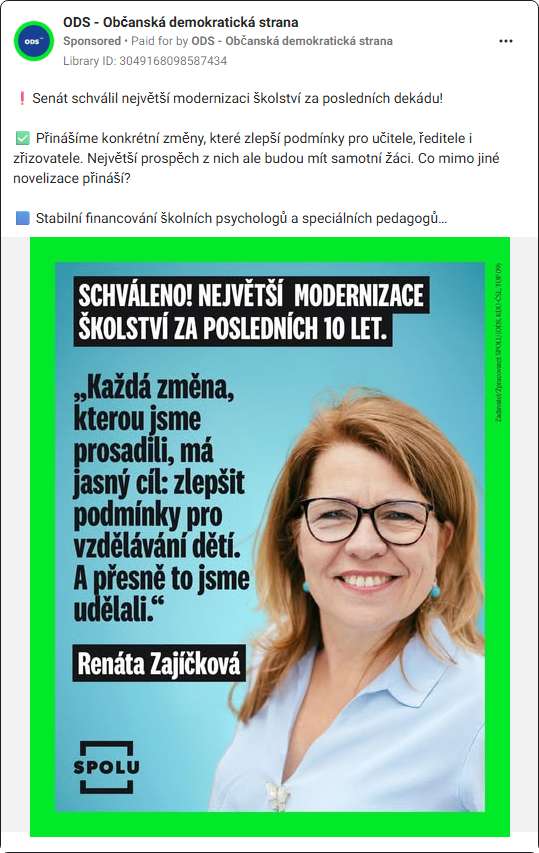 ODS - Občanská demokratická strana
Sponsored • Paid for by ODS - Občanská demokratická strana
Library ID: 3049168098587434
ODS
❗ Senát schválil největší modernizaci školství za posledních dekádu!
✅ Přinášíme konkrétní změny, které zlepší podmínky pro učitele, ředitele i
zřizovatele. Největší prospěch z nich ale budou mít samotní žáci. Co mimo jiné
novelizace přináší?
🟦 Stabilní financování školních psychologů a speciálních pedagogů…
SCHVÁLENO! NEJVĚTŠÍ MODERNIZACE
ŠKOLSTVÍ ZA POSLEDNÍCH 10 LET.
„Každá změna,
kterou jsme
prosadili, má
jasný cíl: zlepšit
podmínky pro
vzdělávání dětí.
A přesně to jsme
udělali.“
Renáta Zajíčková
SPOLU
Zadavatel/Zpracovatel SPOLU (ODS, KDU-ČSL, TOP 09)